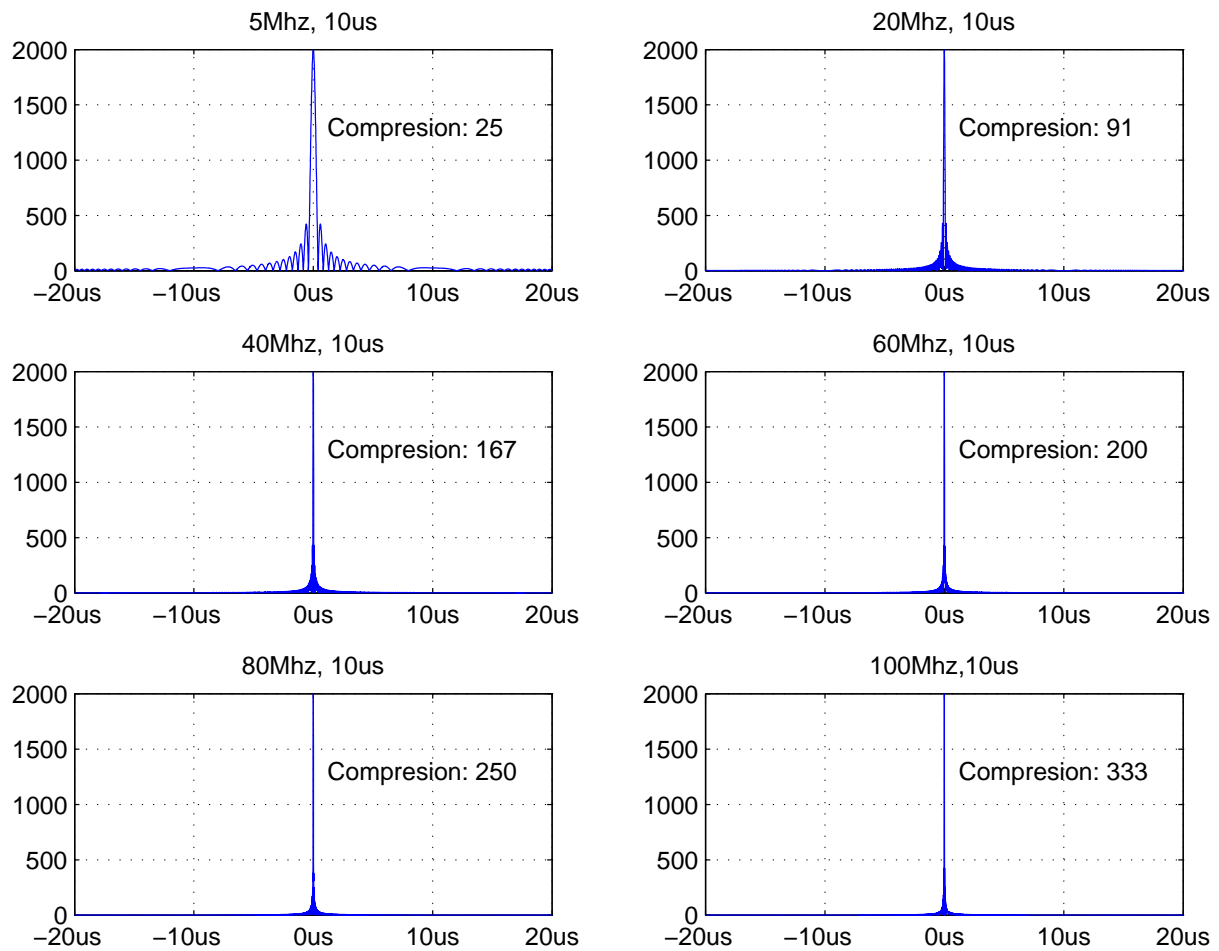 5Mhz, 10us
2000
1500
1000
500
0
Compresion: 25
−20us −10us 0us 10us 20us
20Mhz, 10us
2000
1500
1000
500
0
Compresion: 91
−20us −10us 0us 10us 20us
40Mhz, 10us
2000
1500
1000
500
0
Compresion: 167
−20us −10us 0us 10us 20us
60Mhz, 10us
2000
1500
1000
500
0
Compresion: 200
−20us −10us 0us 10us 20us
80Mhz, 10us
2000
1500
1000
500
0
Compresion: 250
−20us −10us 0us 10us 20us
100Mhz,10us
2000
1500
1000
500
0
Compresion: 333
−20us −10us 0us 10us 20us